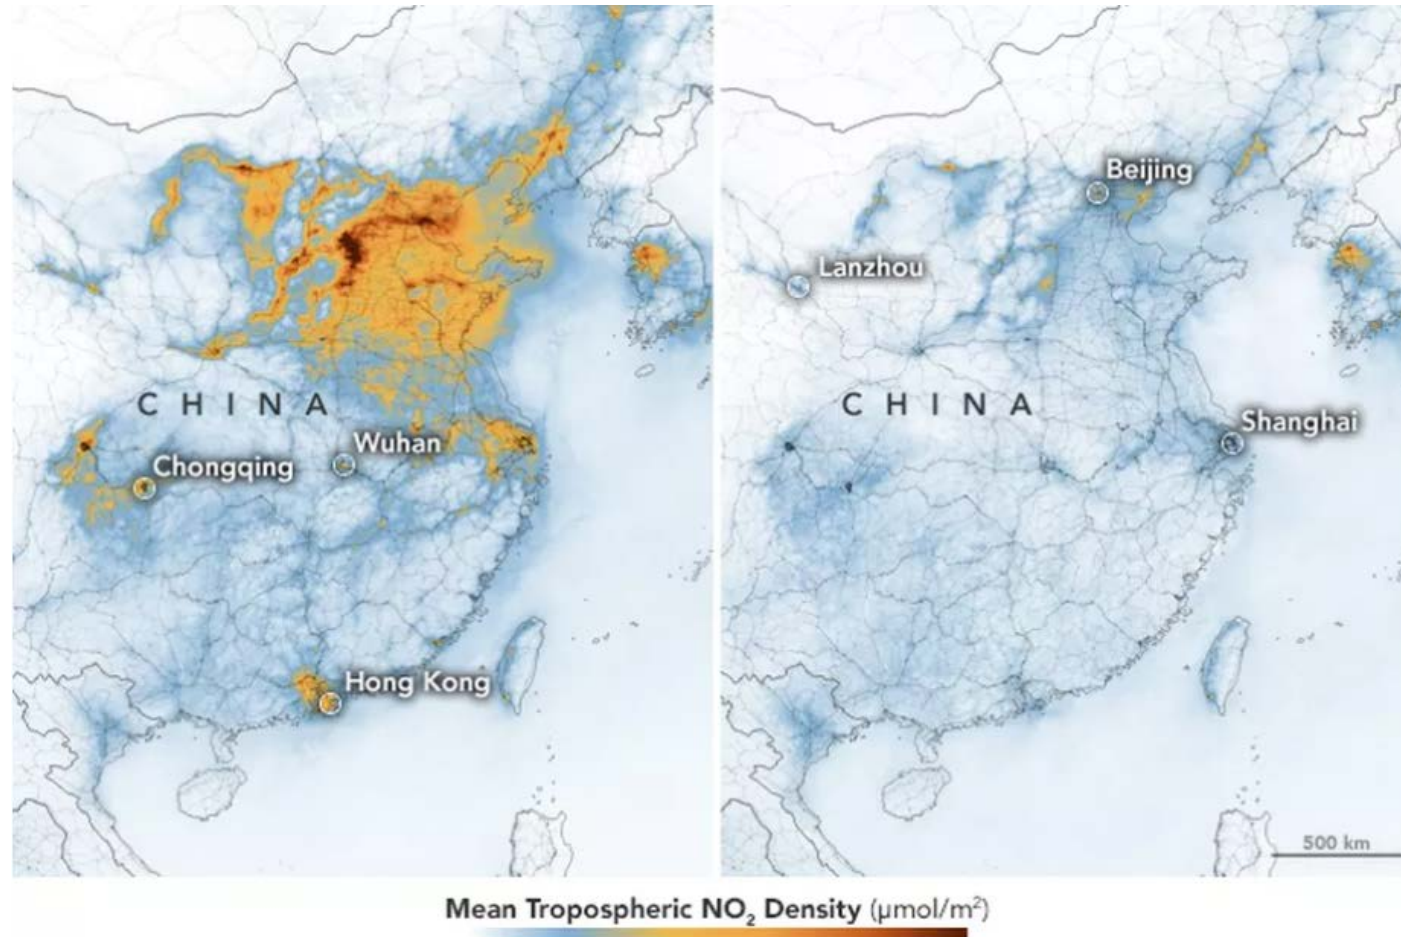 Beijing
Lanzhou
CHINA
CHINA
Shanghai
Wuhan
Chongqing
Hong Kong
500 km
Mean Tropospheric NO₂ Density (µmol/m²)